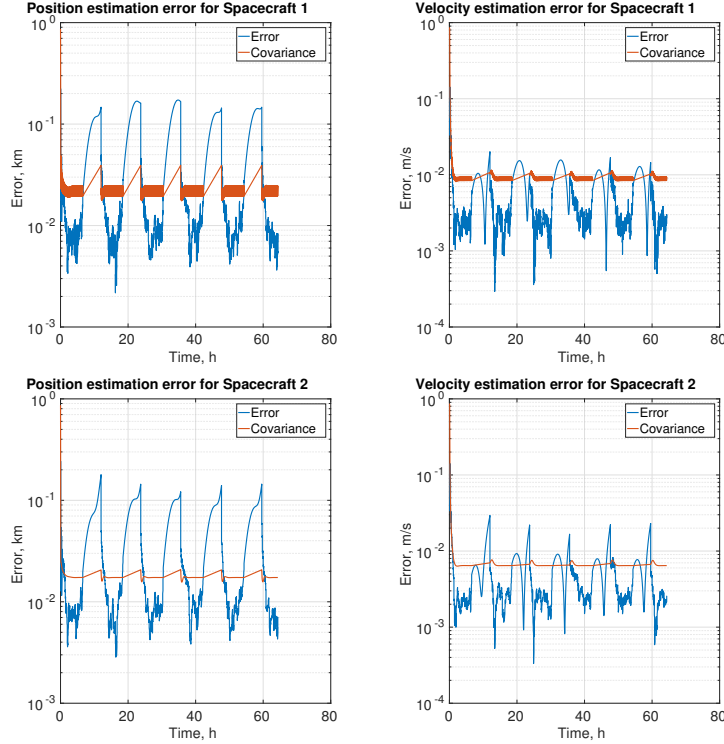 Position estimation error for Spacecraft 1
10^0
10^-1
10^-2
10^-3
Error, km
Error
Covariance
0 20 40 60 80
Time, h
Velocity estimation error for Spacecraft 1
10^0
10^-1
10^-2
10^-3
10^-4
Error, m/s
Error
Covariance
0 20 40 60 80
Time, h
Position estimation error for Spacecraft 2
10^0
10^-1
10^-2
10^-3
Error, km
Error
Covariance
0 20 40 60 80
Time, h
Velocity estimation error for Spacecraft 2
10^0
10^-1
10^-2
10^-3
10^-4
Error, m/s
Error
Covariance
0 20 40 60 80
Time, h